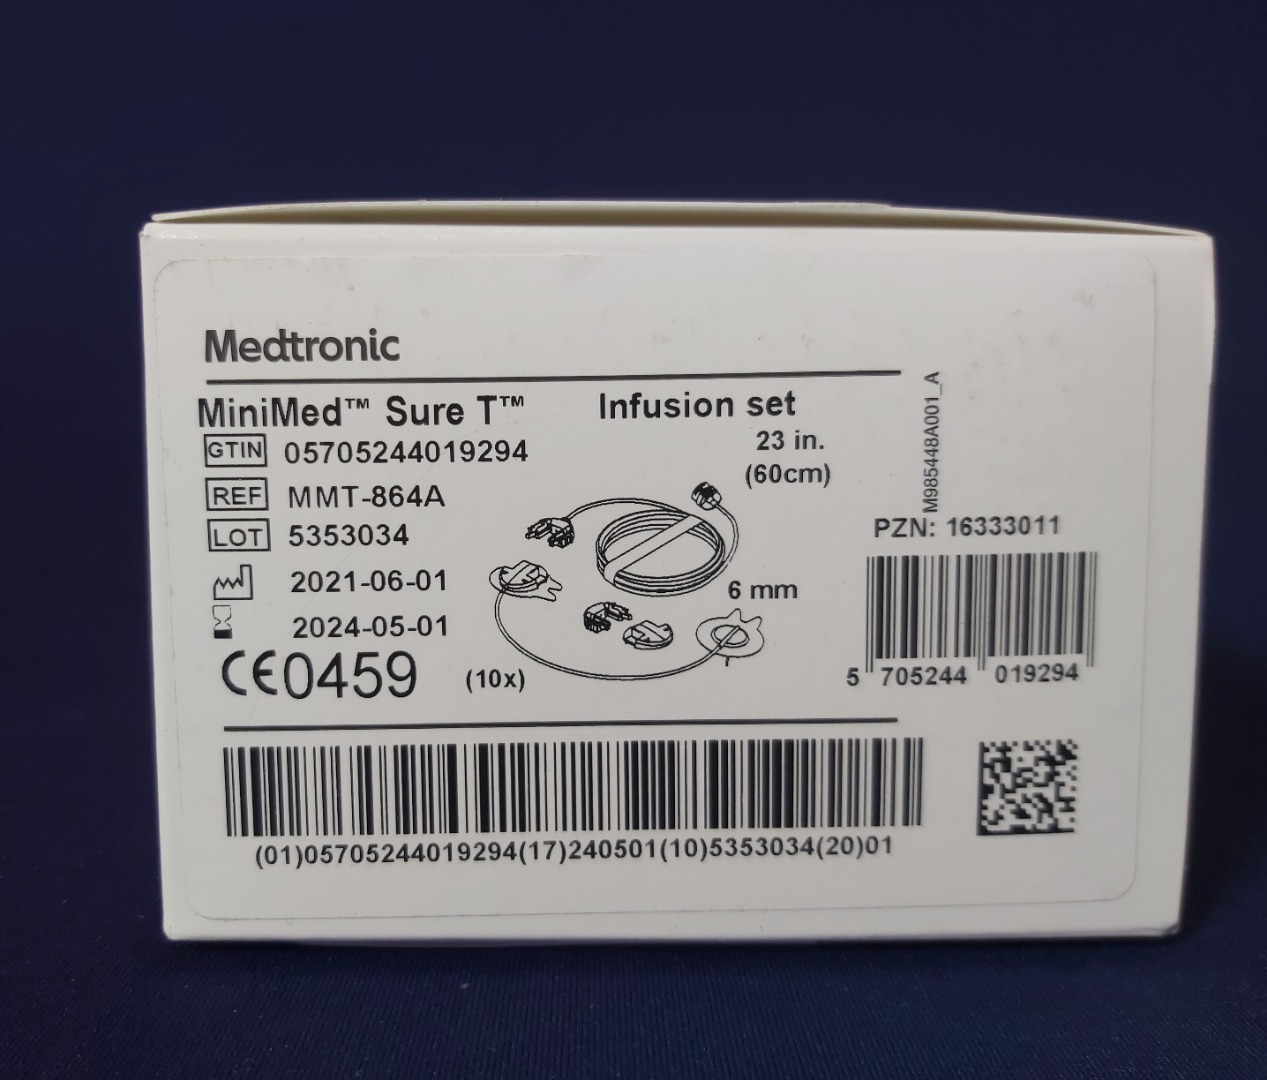 Medtronic
MiniMed™ Sure T™ Infusion set
23 in.
(60cm)
GTIN 05705244019294
REF MMT-864A
LOT 5353034
2021-06-01
2024-05-01
CE0459
(10x)
6 mm
M985448A001_A
PZN: 16333011
5 705244 019294
(01)05705244019294(17)240501(10)5353034(20)01